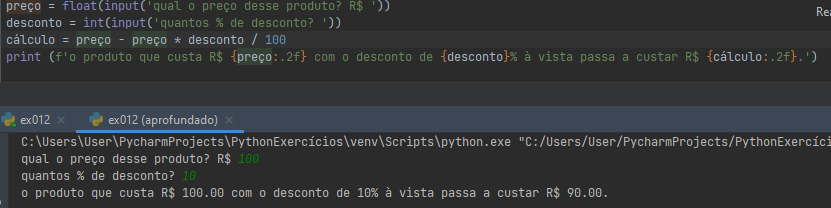 preço = float(input('qual o preço desse produto? R$ '))
Rea
desconto = int(input('quantos % de desconto? '))
cálculo = preço - preço * desconto / 100
print (f'o produto que custa R$ {preço:.2f} com o desconto de {desconto}% à vista passa a custar R$ {cálculo:.2f}.')
ex012 × ex012 (aprofundado) ×
C:\Users\User\PycharmProjects\PythonExercícios\venv\Scripts\python.exe "C:/Users/User/PycharmProjects/PythonExercíci
qual o preço desse produto? R$ 100
quantos % de desconto? 10
o produto que custa R$ 100.00 com o desconto de 10% à vista passa a custar R$ 90.00.